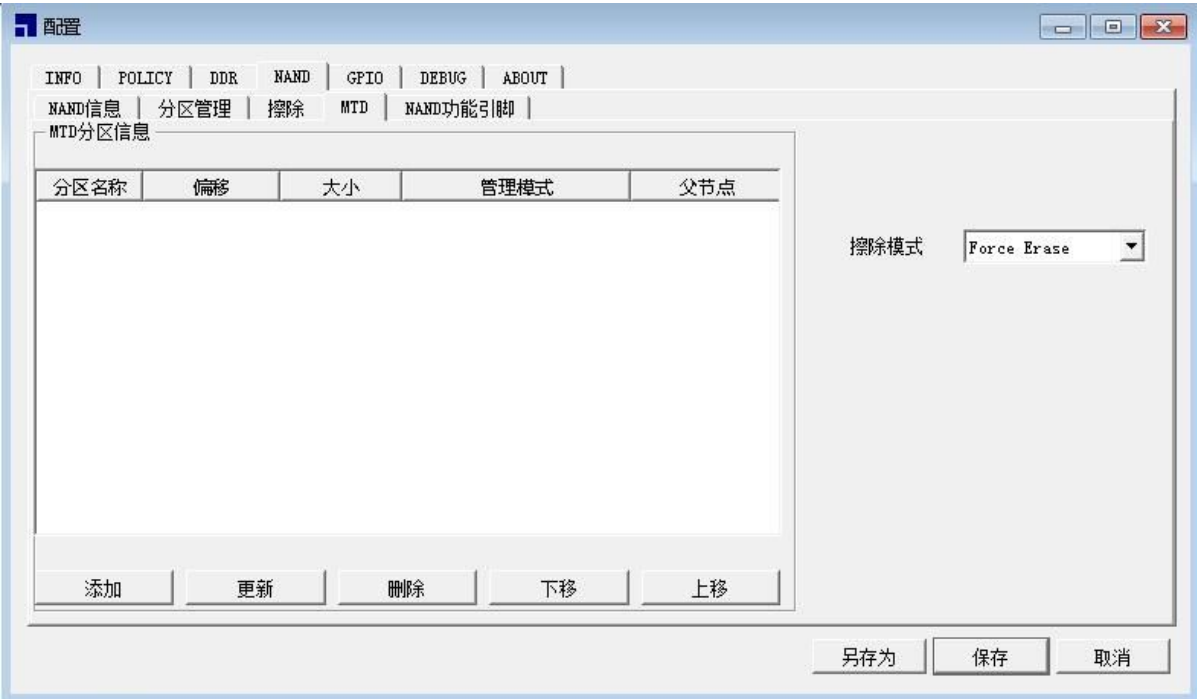 配置
INFO POLICY DDR NAND GPIO DEBUG ABOUT
NAND信息 分区管理 擦除 MTD NAND功能引脚
MTD分区信息
分区名称 偏移 大小 管理模式 父节点
擦除模式 Force Erase
添加 更新 删除 下移 上移
另存为 保存 取消